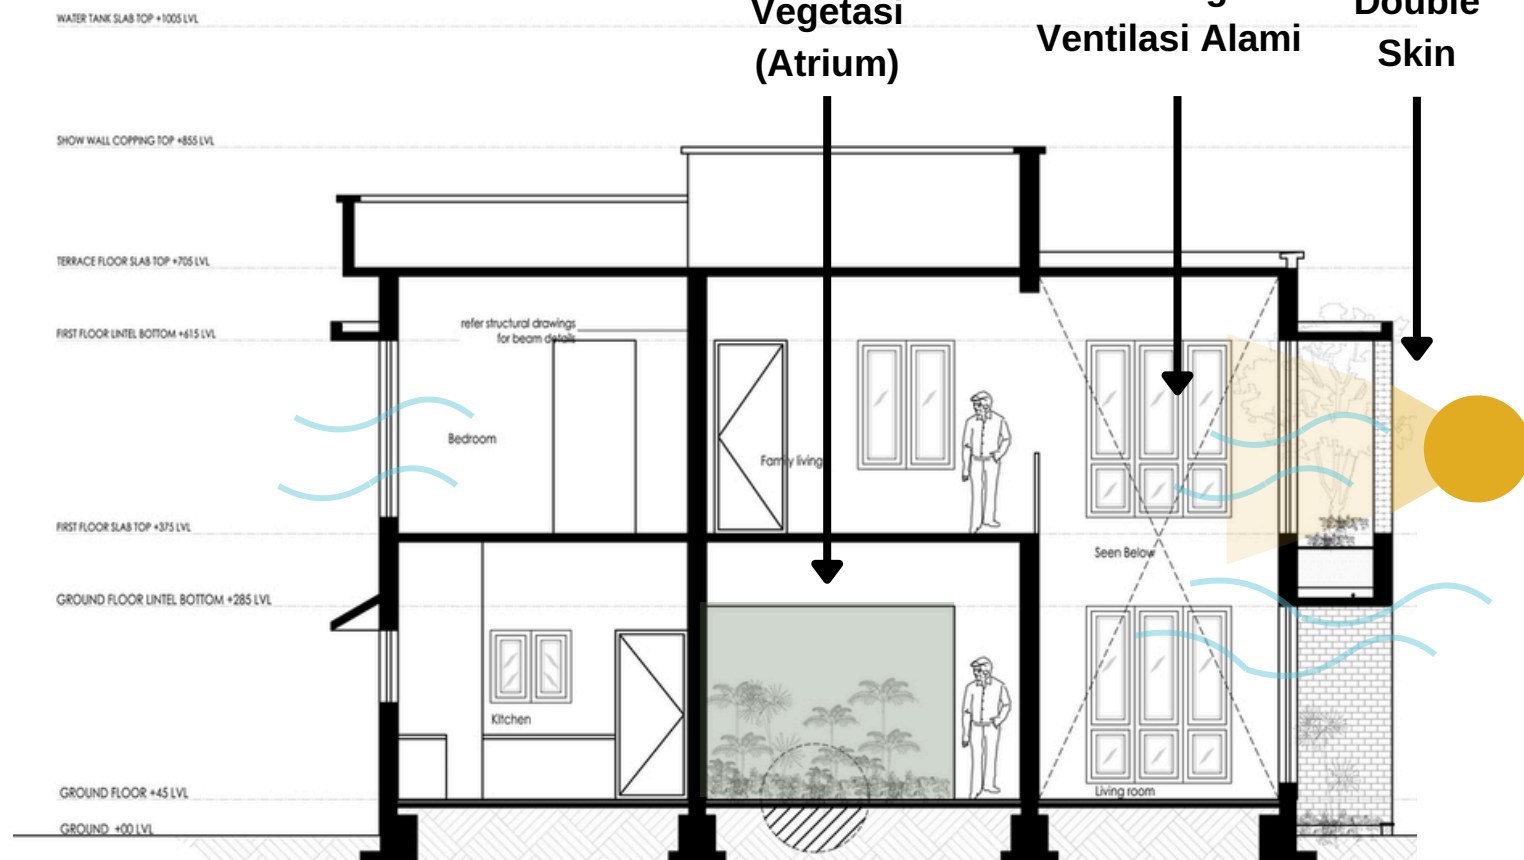 WATER TANK SLAB TOP +1005 LVL
Vegetasi
(Atrium)
Ventilasi Alami
Double
Skin
SHOW WALL COPPING TOP +855 LVL
TERRACE FLOOR SLAB TOP +705 LVL
FIRST FLOOR LINTEL BOTTOM +615 LVL
refer structural drawings
for beam details
Bedroom
Family living
FIRST FLOOR SLAB TOP +375 LVL
Seen Below
GROUND FLOOR LINTEL BOTTOM +285 LVL
Kitchen
GROUND FLOOR +45 LVL
Living room
GROUND +00 LVL